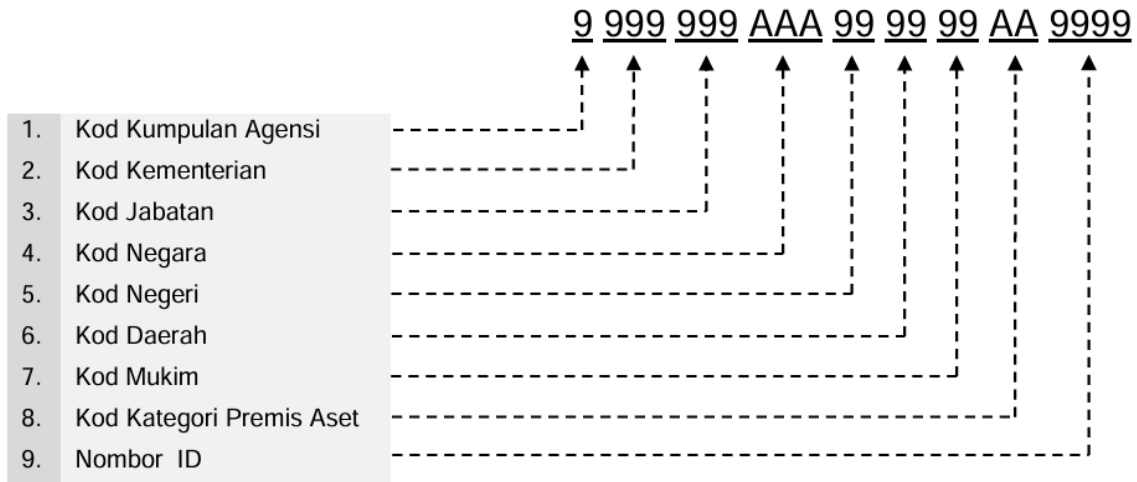 9 999 999 AAA 99 99 99 AA 9999
1. Kod Kumpulan Agensi
2. Kod Kementerian
3. Kod Jabatan
4. Kod Negara
5. Kod Negeri
6. Kod Daerah
7. Kod Mukim
8. Kod Kategori Premis Aset
9. Nombor ID